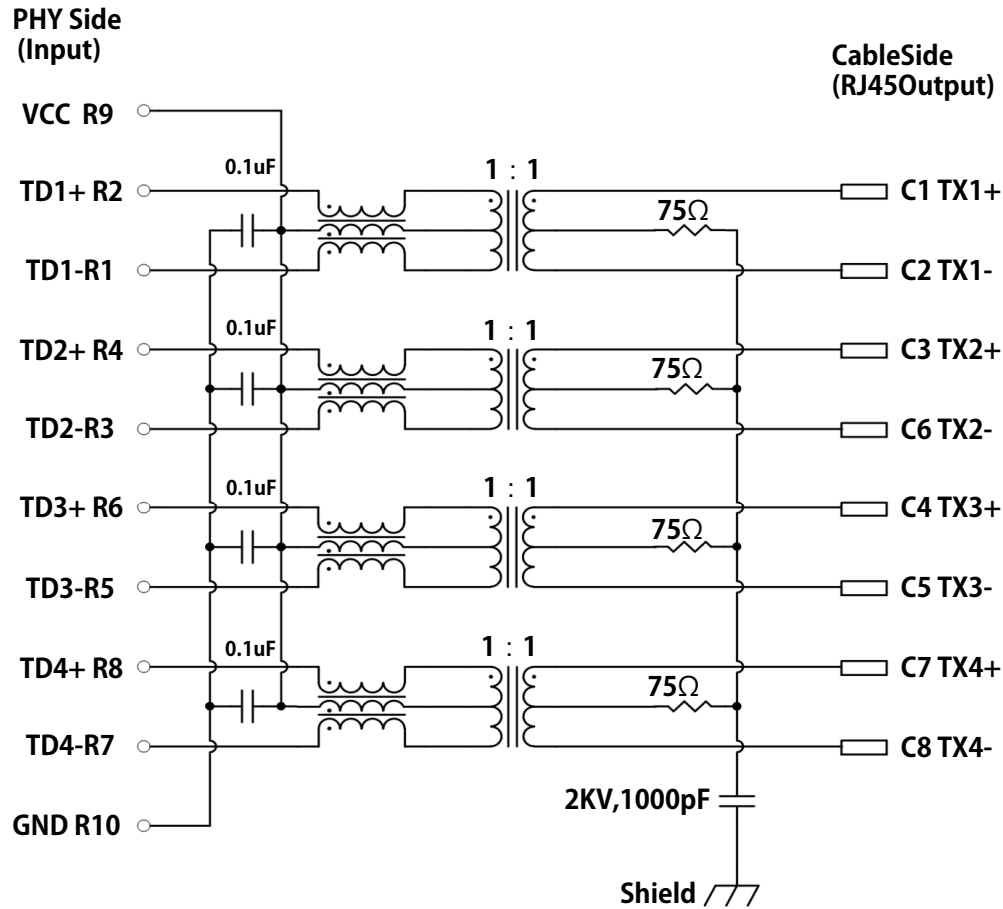 PHY Side
(Input)
CableSide
(RJ45Output)
VCC R9
0.1uF
1 : 1
TD1+ R2
C1 TX1+
75Ω
TD1-R1
C2 TX1-
0.1uF
1 : 1
TD2+ R4
C3 TX2+
75Ω
TD2-R3
C6 TX2-
0.1uF
1 : 1
TD3+ R6
C4 TX3+
75Ω
TD3-R5
C5 TX3-
0.1uF
1 : 1
TD4+ R8
C7 TX4+
75Ω
TD4-R7
C8 TX4-
2KV,1000pF
GND R10
Shield